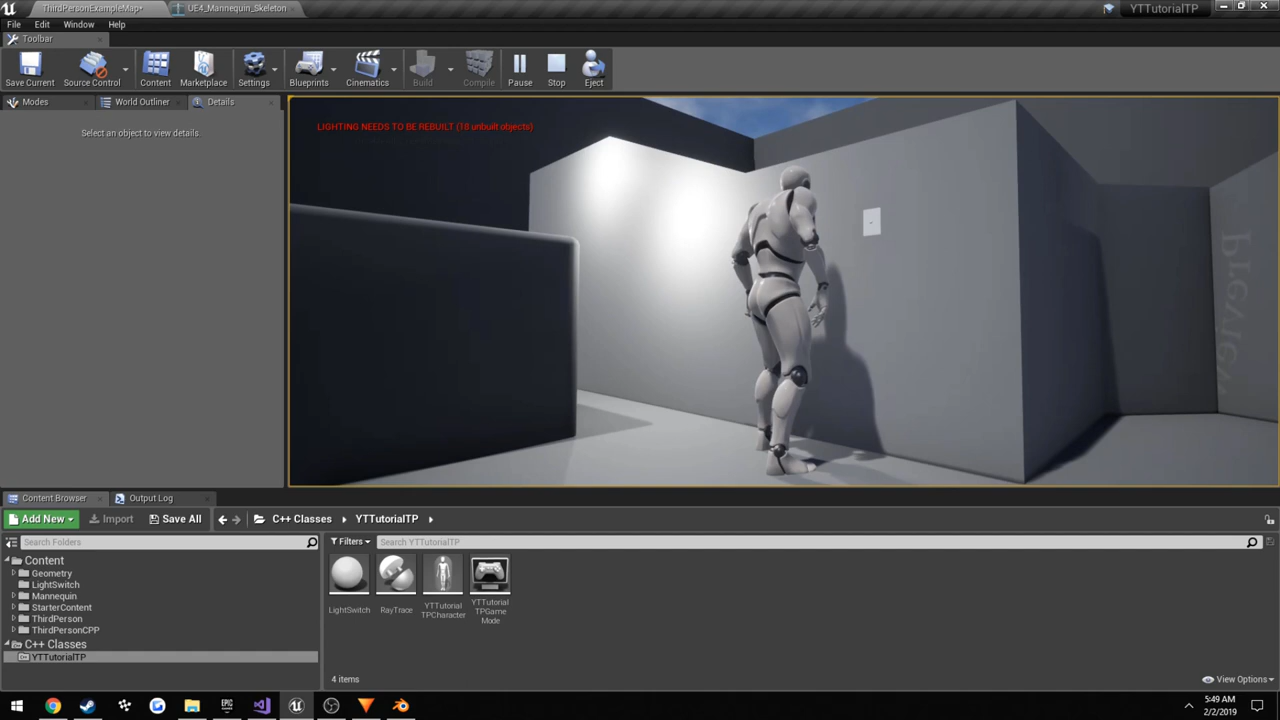 ThirdPersonExampleMap*
UE4_Mannequin_Skeleton
YTTutorialTP
File Edit Window Help
Toolbar
Save Current
Source Control
Content
Marketplace
Settings
Blueprints
Cinematics
Build
Compile
Pause
Stop
Eject
Modes
World Outliner
Details
Select an object to view details.
LIGHTING NEEDS TO BE REBUILT (18 unbuilt objects)
Content Browser
Output Log
Add New
Import
Save All
C++ Classes
YTTutorialTP
Search Folders
Filters
Search YTTutorialTP
Content
Geometry
LightSwitch
Mannequin
StarterContent
ThirdPerson
ThirdPersonCPP
C++ Classes
YTTutorialTP
LightSwitch
RayTrace
YTTutorial
TPCharacter
YTTutorial
TPGame
Mode
4 items
View Options
5:49 AM
2/2/2019